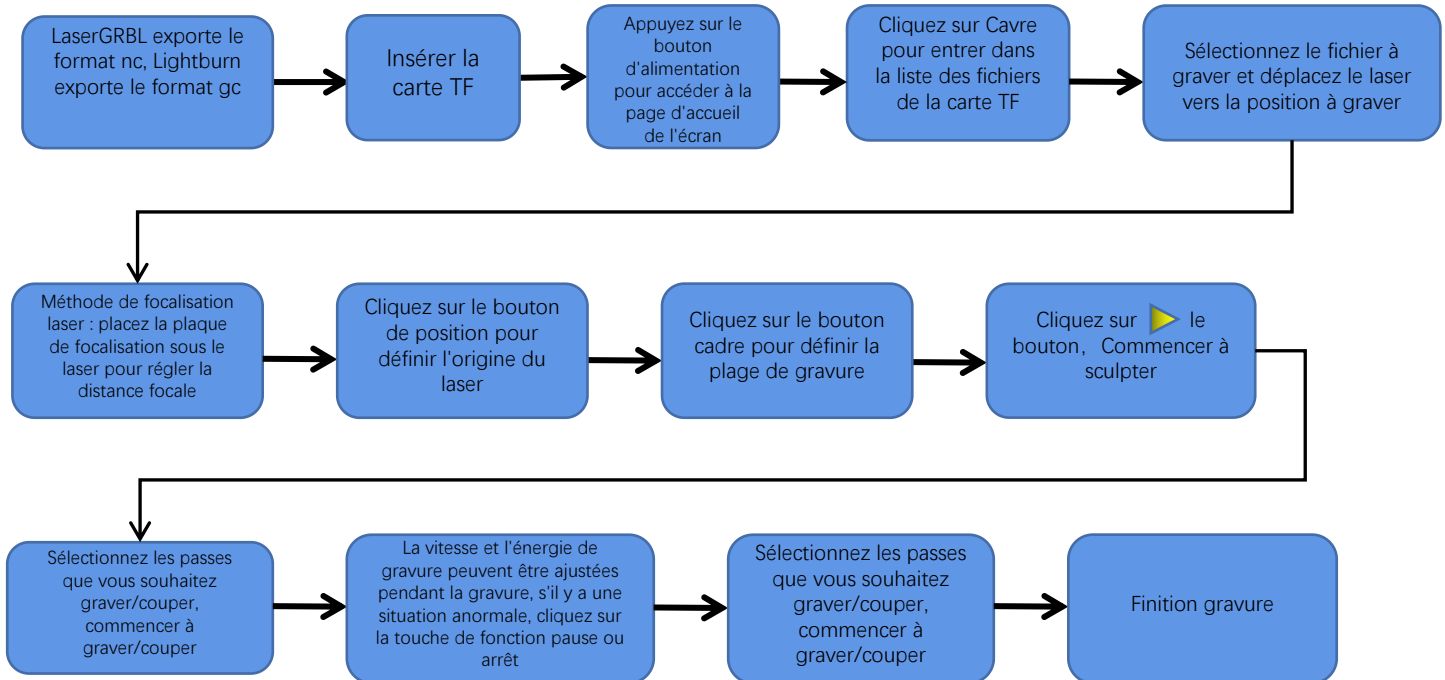 LaserGRBL exporte le
format nc, Lightburn
exporte le format gc
Insérer la
carte TF
Appuyez sur le
bouton
d'alimentation
pour accéder à la
page d'accueil
de l'écran
Cliquez sur Cavre
pour entrer dans
la liste des fichiers
de la carte TF
Sélectionnez le fichier à
graver et déplacez le laser
vers la position à graver
Méthode de focalisation
laser : placez la plaque
de focalisation sous le
laser pour régler la
distance focale
Cliquez sur le bouton
de position pour
définir l'origine du
laser
Cliquez sur le bouton
cadre pour définir la
plage de gravure
Cliquez sur le
bouton, Commencer à
sculpter
Sélectionnez les passes
que vous souhaitez
graver/couper,
commencer à
graver/couper
La vitesse et l'énergie de
gravure peuvent être ajustées
pendant la gravure, s'il y a une
situation anormale, cliquez sur
la touche de fonction pause ou
arrêt
Sélectionnez les passes
que vous souhaitez
graver/couper,
commencer à
graver/couper
Finition gravure